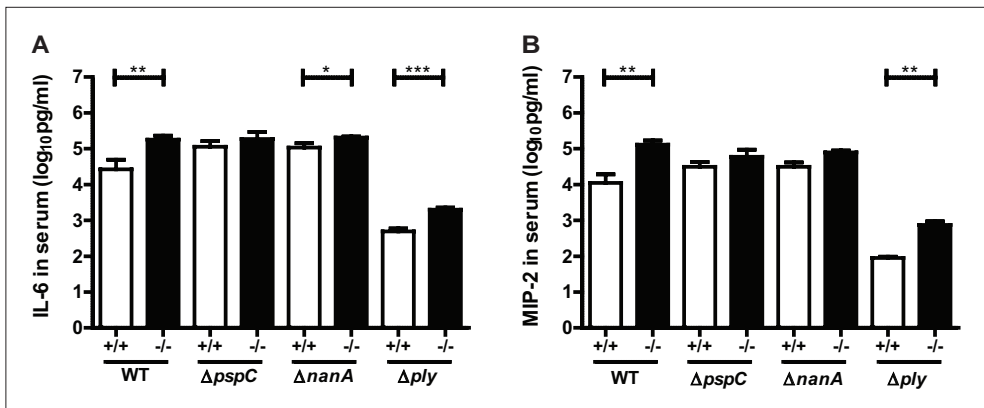 A
IL-6 in serum (log10pg/ml)
7
6
5
4
3
2
1
0
** * ***
+/+ -/- +/+ -/- +/+ -/- +/+ -/-
WT ΔpspC ΔnanA Δply
B
MIP-2 in serum (log10pg/ml)
7
6
5
4
3
2
1
0
** **
+/+ -/- +/+ -/- +/+ -/- +/+ -/-
WT ΔpspC ΔnanA Δply